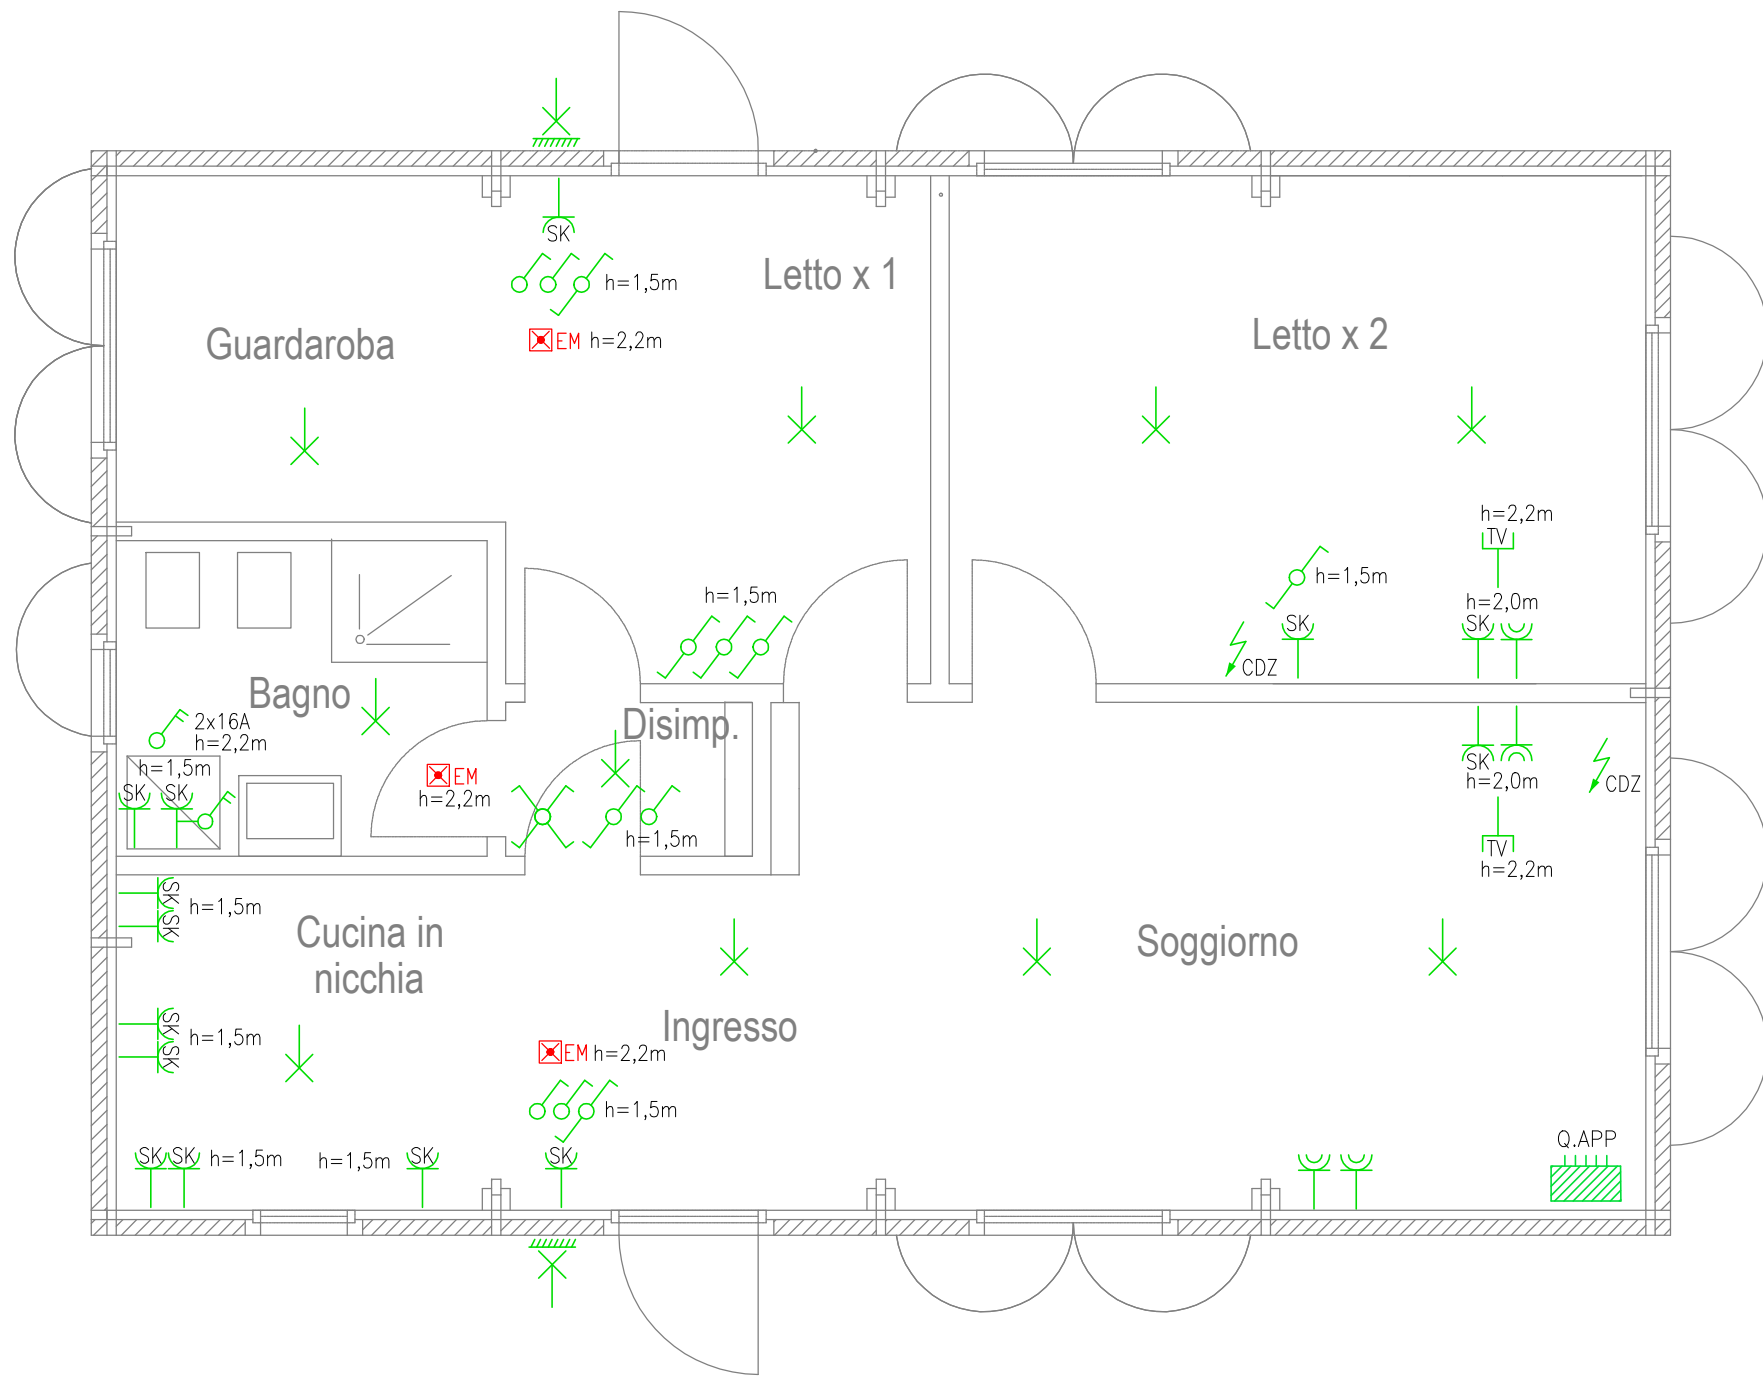 SK
h=1,5m
Letto x 1
Guardaroba
EM h=2,2m
Letto x 2
h=2,2m
TV
h=1,5m
h=2,0m
SK
SK
CDZ
h=1,5m
Bagno
2x16A
h=2,2m
h=1,5m
SK
SK
EM
h=2,2m
Disimp.
h=1,5m
SK
h=2,0m
CDZ
TV
h=2,2m
SK
h=1,5m
SK
Cucina in
nicchia
Soggiorno
SK
h=1,5m
SK
Ingresso
EM h=2,2m
h=1,5m
SK
SK
h=1,5m
h=1,5m
SK
SK
Q.APP